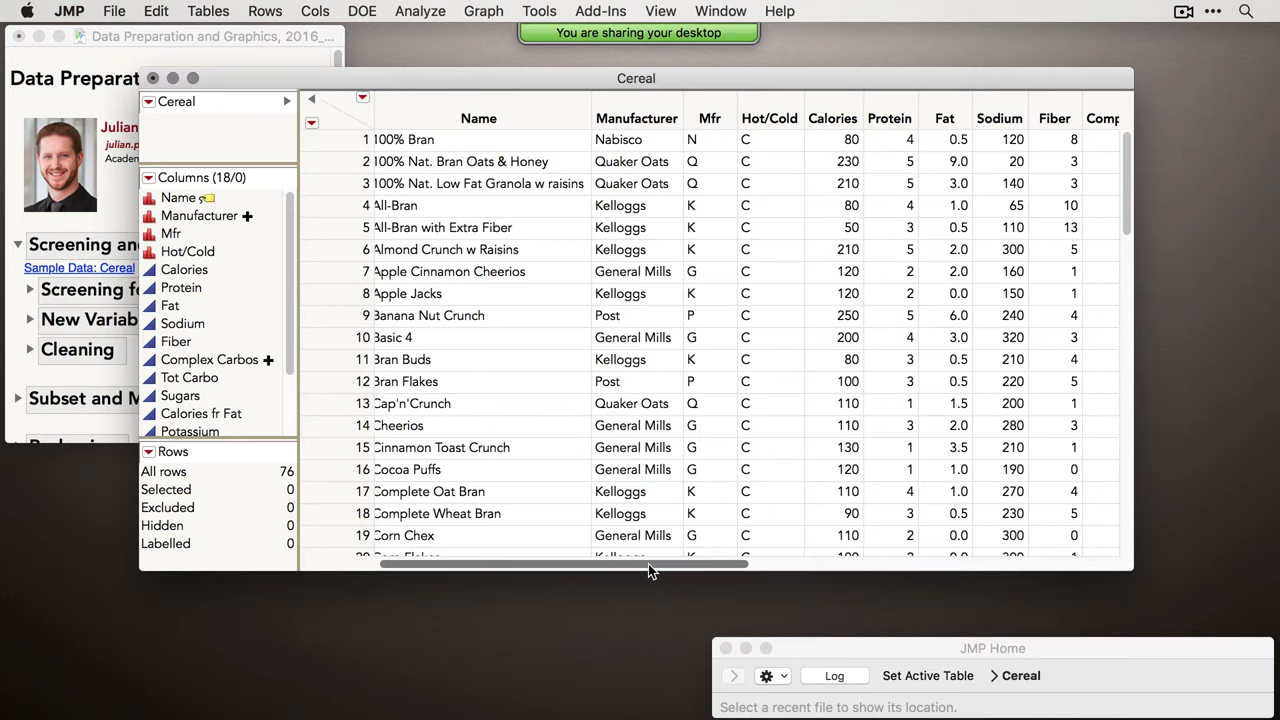 JMP File Edit Tables Rows Cols DOE Analyze Graph Tools Add-Ins View Window Help
You are sharing your desktop
Data Preparation and Graphics, 2016_...
Data Preparat
Julian
julian.p
Acade
Screening and
Sample Data: Cereal
Screening fo
New Variab
Cleaning
Subset and M
Cereal
Cereal
Columns (18/0)
Name
Manufacturer
Mfr
Hot/Cold
Calories
Protein
Fat
Sodium
Fiber
Complex Carbos
Tot Carbo
Sugars
Calories fr Fat
Potassium
Rows
All rows 76
Selected 0
Excluded 0
Hidden 0
Labelled 0
Name Manufacturer Mfr Hot/Cold Calories Protein Fat Sodium Fiber Comp
1 100% Bran Nabisco N C 80 4 0.5 120 8
2 100% Nat. Bran Oats & Honey Quaker Oats Q C 230 5 9.0 20 3
3 100% Nat. Low Fat Granola w raisins Quaker Oats Q C 210 5 3.0 140 3
4 All-Bran Kelloggs K C 80 4 1.0 65 10
5 All-Bran with Extra Fiber Kelloggs K C 50 3 0.5 110 13
6 Almond Crunch w Raisins Kelloggs K C 210 5 2.0 300 5
7 Apple Cinnamon Cheerios General Mills G C 120 2 2.0 160 1
8 Apple Jacks Kelloggs K C 120 2 0.0 150 1
9 Banana Nut Crunch Post P C 250 5 6.0 240 4
10 Basic 4 General Mills G C 200 4 3.0 320 3
11 Bran Buds Kelloggs K C 80 3 0.5 210 4
12 Bran Flakes Post P C 100 3 0.5 220 5
13 Cap'n'Crunch Quaker Oats Q C 110 1 1.5 200 1
14 Cheerios General Mills G C 110 3 2.0 280 3
15 Cinnamon Toast Crunch General Mills G C 130 1 3.5 210 1
16 Cocoa Puffs General Mills G C 120 1 1.0 190 0
17 Complete Oat Bran Kelloggs K C 110 4 1.0 270 4
18 Complete Wheat Bran Kelloggs K C 90 3 0.5 230 5
19 Corn Chex General Mills G C 110 2 0.0 300 0
JMP Home
Log Set Active Table Cereal
Select a recent file to show its location.